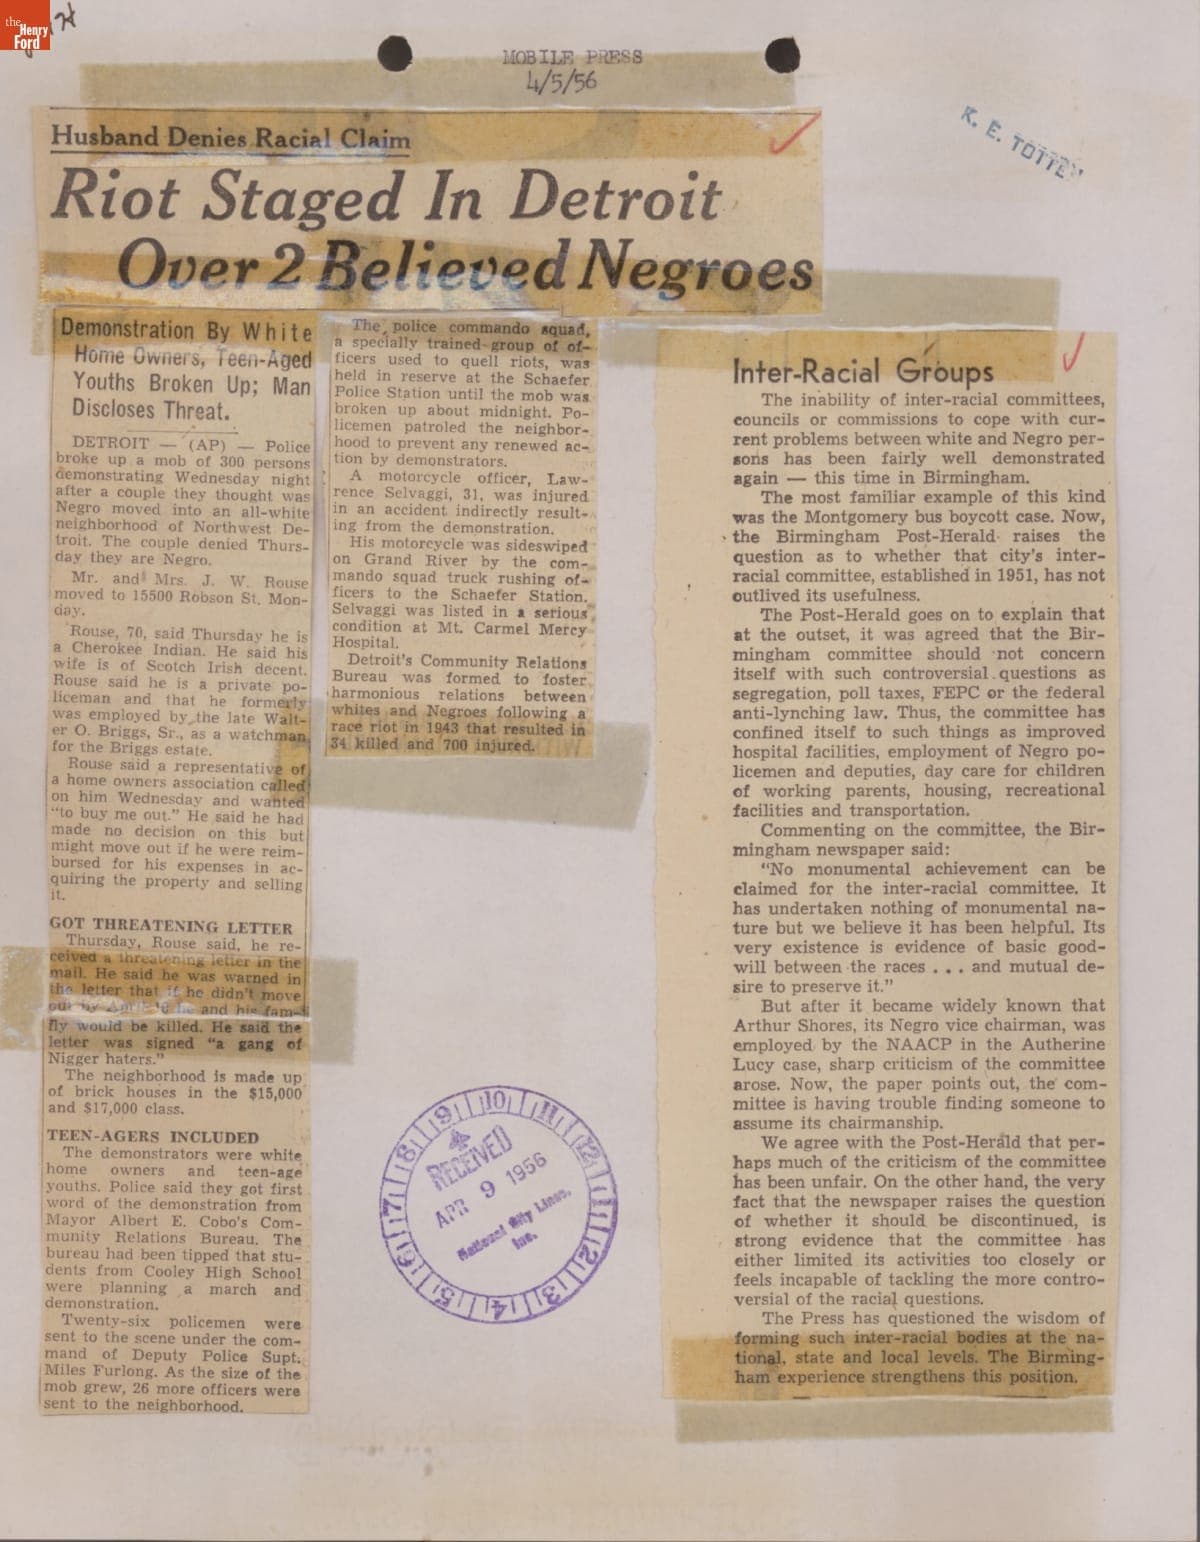 the
Henry
Ford
MOBILE PRESS
4/5/56
K. E. TOTTEN
Husband Denies Racial Claim
Riot Staged In Detroit
Over 2 Believed Negroes
Demonstration By White
Home Owners, Teen-Aged
Youths Broken Up; Man
Discloses Threat.
DETROIT — (AP) — Police
broke up a mob of 300 persons
demonstrating Wednesday night
after a couple they thought was
Negro moved into an all-white
neighborhood of Northwest De-
troit. The couple denied Thurs-
day they are Negro.
Mr. and Mrs. J. W. Rouse
moved to 15500 Robson St. Mon-
day.
Rouse, 70, said Thursday he is
a Cherokee Indian. He said his
wife is of Scotch Irish decent.
Rouse said he is a private po-
liceman and that he formerly
was employed by the late Walt-
er O. Briggs, Sr., as a watchman
for the Briggs estate.
Rouse said a representative of
a home owners association called
on him Wednesday and wanted
"to buy me out." He said he had
made no decision on this but
might move out if he were reim-
bursed for his expenses in ac-
quiring the property and selling
it.
GOT THREATENING LETTER
Thursday, Rouse said, he re-
ceived a threatening letter in the
mail. He said he was warned in
the letter that if he didn't move
out by April he and his fam-
ily would be killed. He said the
letter was signed "a gang of
Nigger haters."
The neighborhood is made up
of brick houses in the $15,000
and $17,000 class.
TEEN-AGERS INCLUDED
The demonstrators were white
home owners and teen-age
youths. Police said they got first
word of the demonstration from
Mayor Albert E. Cobo's Com-
munity Relations Bureau. The
bureau had been tipped that stu-
dents from Cooley High School
were planning a march and
demonstration.
Twenty-six policemen were
sent to the scene under the com-
mand of Deputy Police Supt.
Miles Furlong. As the size of the
mob grew, 26 more officers were
sent to the neighborhood.
The police commando squad,
a specially trained group of of-
ficers used to quell riots, was
held in reserve at the Schaefer
Police Station until the mob was
broken up about midnight. Po-
licemen patroled the neighbor-
hood to prevent any renewed ac-
tion by demonstrators.
A motorcycle officer, Law-
rence Selvaggi, 31, was injured
in an accident indirectly result-
ing from the demonstration.
His motorcycle was sideswiped
on Grand River by the com-
mando squad truck rushing of-
ficers to the Schaefer Station.
Selvaggi was listed in a serious
condition at Mt. Carmel Mercy
Hospital.
Detroit's Community Relations
Bureau was formed to foster
harmonious relations between
whites and Negroes following a
race riot in 1943 that resulted in
34 killed and 700 injured.
Inter-Racial Groups
The inability of inter-racial committees,
councils or commissions to cope with cur-
rent problems between white and Negro per-
sons has been fairly well demonstrated
again — this time in Birmingham.
The most familiar example of this kind
was the Montgomery bus boycott case. Now,
the Birmingham Post-Herald raises the
question as to whether that city's inter-
racial committee, established in 1951, has not
outlived its usefulness.
The Post-Herald goes on to explain that
at the outset, it was agreed that the Bir-
mingham committee should not concern
itself with such controversial questions as
segregation, poll taxes, FEPC or the federal
anti-lynching law. Thus, the committee has
confined itself to such things as improved
hospital facilities, employment of Negro po-
licemen and deputies, day care for children
of working parents, housing, recreational
facilities and transportation.
Commenting on the committee, the Bir-
mingham newspaper said:
"No monumental achievement can be
claimed for the inter-racial committee. It
has undertaken nothing of monumental na-
ture but we believe it has been helpful. Its
very existence is evidence of basic good-
will between the races . . . and mutual de-
sire to preserve it."
But after it became widely known that
Arthur Shores, its Negro vice chairman, was
employed by the NAACP in the Autherine
Lucy case, sharp criticism of the committee
arose. Now, the paper points out, the com-
mittee is having trouble finding someone to
assume its chairmanship.
We agree with the Post-Herald that per-
haps much of the criticism of the committee
has been unfair. On the other hand, the very
fact that the newspaper raises the question
of whether it should be discontinued, is
strong evidence that the committee has
either limited its activities too closely or
feels incapable of tackling the more contro-
versial of the racial questions.
The Press has questioned the wisdom of
forming such inter-racial bodies at the na-
tional, state and local levels. The Birming-
ham experience strengthens this position.
10 11 12 1 2 3 4 5 6 7 8 9
RECEIVED
APR 9 1956
National City Lines,
Inc.